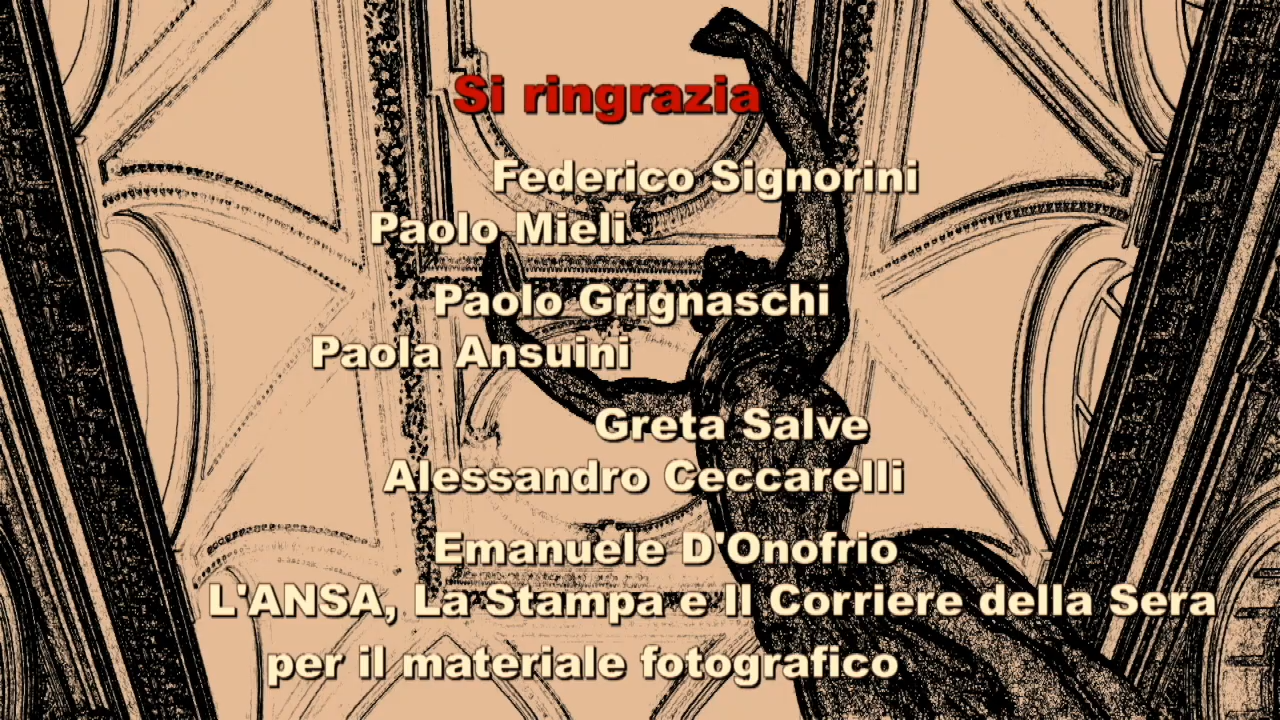 Si ringrazia
Federico Signorini
Paolo Mieli
Paolo Grignaschi
Paola Ansuini
Greta Salve
Alessandro Ceccarelli
Emanuele D'Onofrio
L'ANSA, La Stampa e Il Corriere della Sera
per il materiale fotografico